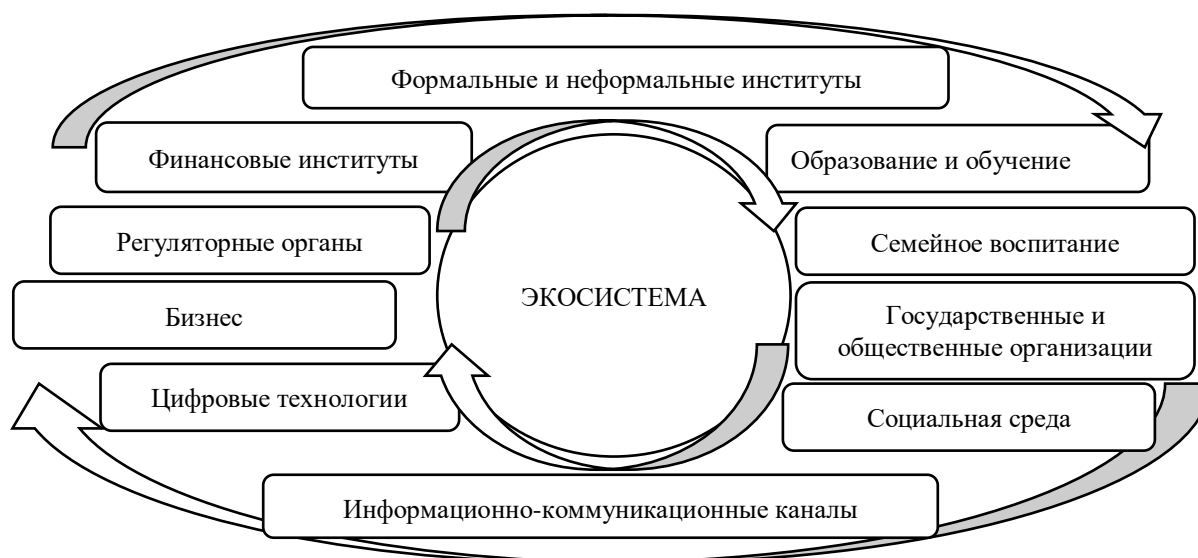 Формальные и неформальные институты
Финансовые институты
Образование и обучение
Регуляторные органы
Семейное воспитание
ЭКОСИСТЕМА
Бизнес
Государственные и
общественные организации
Цифровые технологии
Социальная среда
Информационно-коммуникационные каналы